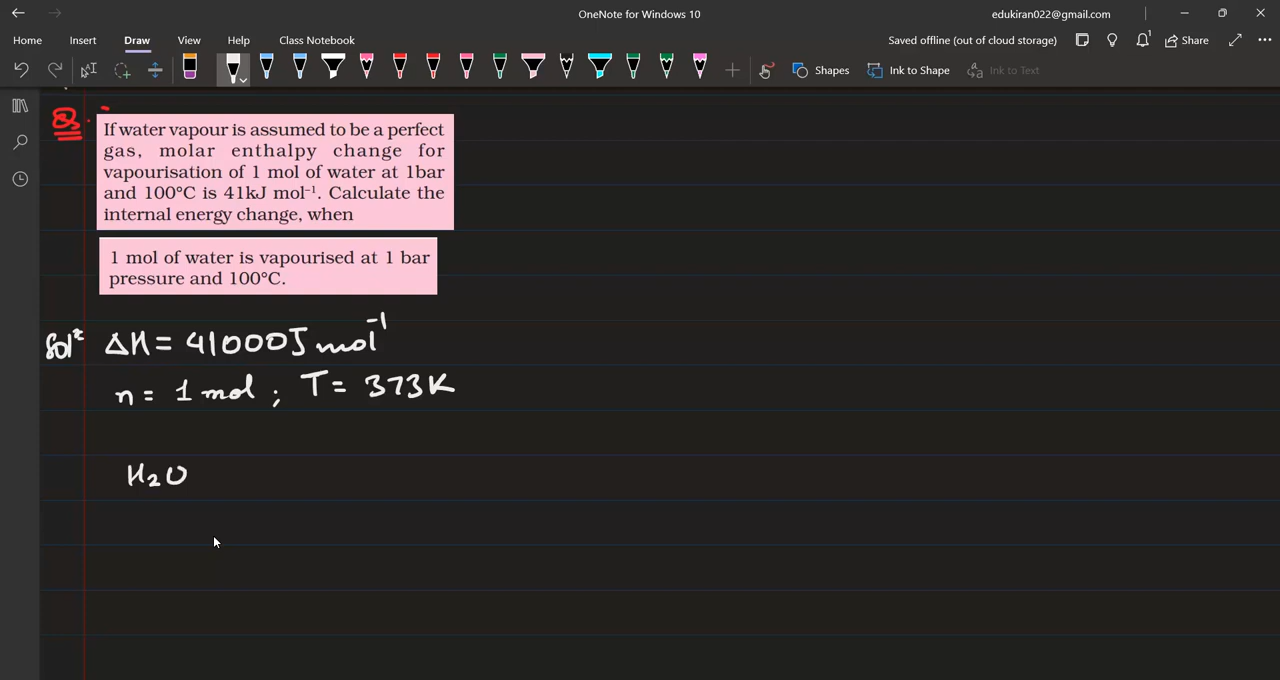 OneNote for Windows 10
edukiran022@gmail.com
Home Insert Draw View Help Class Notebook
Saved offline (out of cloud storage)
1
Share
Shapes
Ink to Shape
Ink to Text
Q.
If water vapour is assumed to be a perfect
gas, molar enthalpy change for
vapourisation of 1 mol of water at 1bar
and 100°C is 41kJ mol⁻¹. Calculate the
internal energy change, when
1 mol of water is vapourised at 1 bar
pressure and 100°C.
Solⁿ ΔH = 41000J mol⁻¹
n = 1 mol ; T = 373K
H₂O